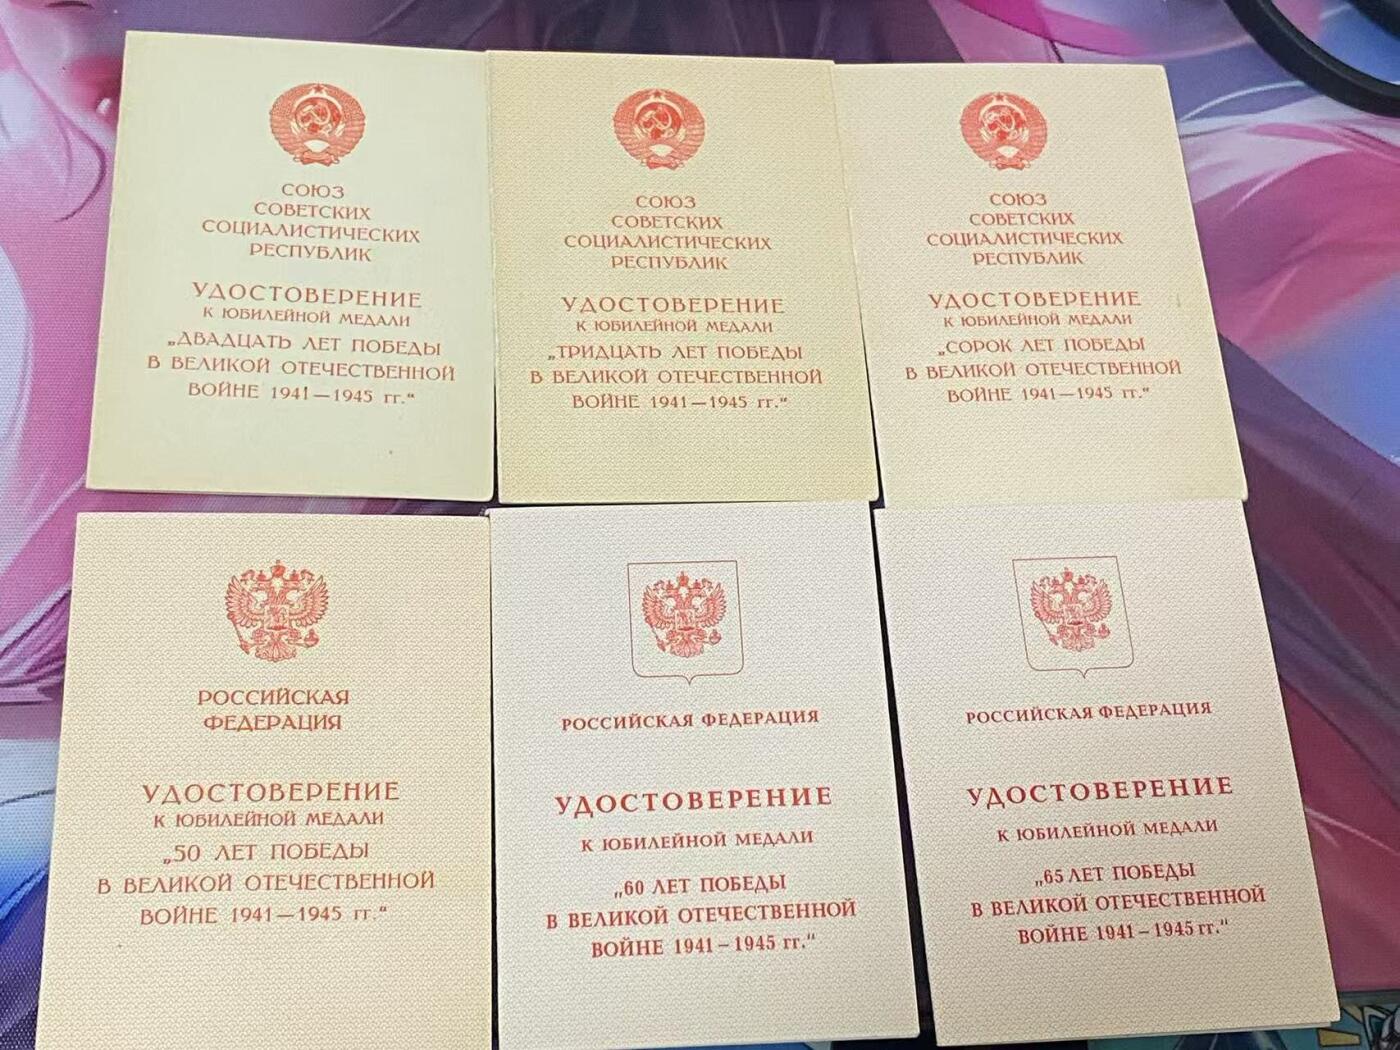 СОЮЗ
СОВЕТСКИХ
СОЦИАЛИСТИЧЕСКИХ
РЕСПУБЛИК
УДОСТОВЕРЕНИЕ
К ЮБИЛЕЙНОЙ МЕДАЛИ
„ДВАДЦАТЬ ЛЕТ ПОБЕДЫ
В ВЕЛИКОЙ ОТЕЧЕСТВЕННОЙ
ВОЙНЕ 1941—1945 гг.“
СОЮЗ
СОВЕТСКИХ
СОЦИАЛИСТИЧЕСКИХ
РЕСПУБЛИК
УДОСТОВЕРЕНИЕ
К ЮБИЛЕЙНОЙ МЕДАЛИ
„ТРИДЦАТЬ ЛЕТ ПОБЕДЫ
В ВЕЛИКОЙ ОТЕЧЕСТВЕННОЙ
ВОЙНЕ 1941—1945 гг.“
СОЮЗ
СОВЕТСКИХ
СОЦИАЛИСТИЧЕСКИХ
РЕСПУБЛИК
УДОСТОВЕРЕНИЕ
К ЮБИЛЕЙНОЙ МЕДАЛИ
„СОРОК ЛЕТ ПОБЕДЫ
В ВЕЛИКОЙ ОТЕЧЕСТВЕННОЙ
ВОЙНЕ 1941—1945 гг.“
РОССИЙСКАЯ
ФЕДЕРАЦИЯ
УДОСТОВЕРЕНИЕ
К ЮБИЛЕЙНОЙ МЕДАЛИ
„50 ЛЕТ ПОБЕДЫ
В ВЕЛИКОЙ ОТЕЧЕСТВЕННОЙ
ВОЙНЕ 1941—1945 гг.“
РОССИЙСКАЯ ФЕДЕРАЦИЯ
УДОСТОВЕРЕНИЕ
К ЮБИЛЕЙНОЙ МЕДАЛИ
„60 ЛЕТ ПОБЕДЫ
В ВЕЛИКОЙ ОТЕЧЕСТВЕННОЙ
ВОЙНЕ 1941 – 1945 гг.“
РОССИЙСКАЯ ФЕДЕРАЦИЯ
УДОСТОВЕРЕНИЕ
К ЮБИЛЕЙНОЙ МЕДАЛИ
„65 ЛЕТ ПОБЕДЫ
В ВЕЛИКОЙ ОТЕЧЕСТВЕННОЙ
ВОЙНЕ 1941 – 1945 гг.“